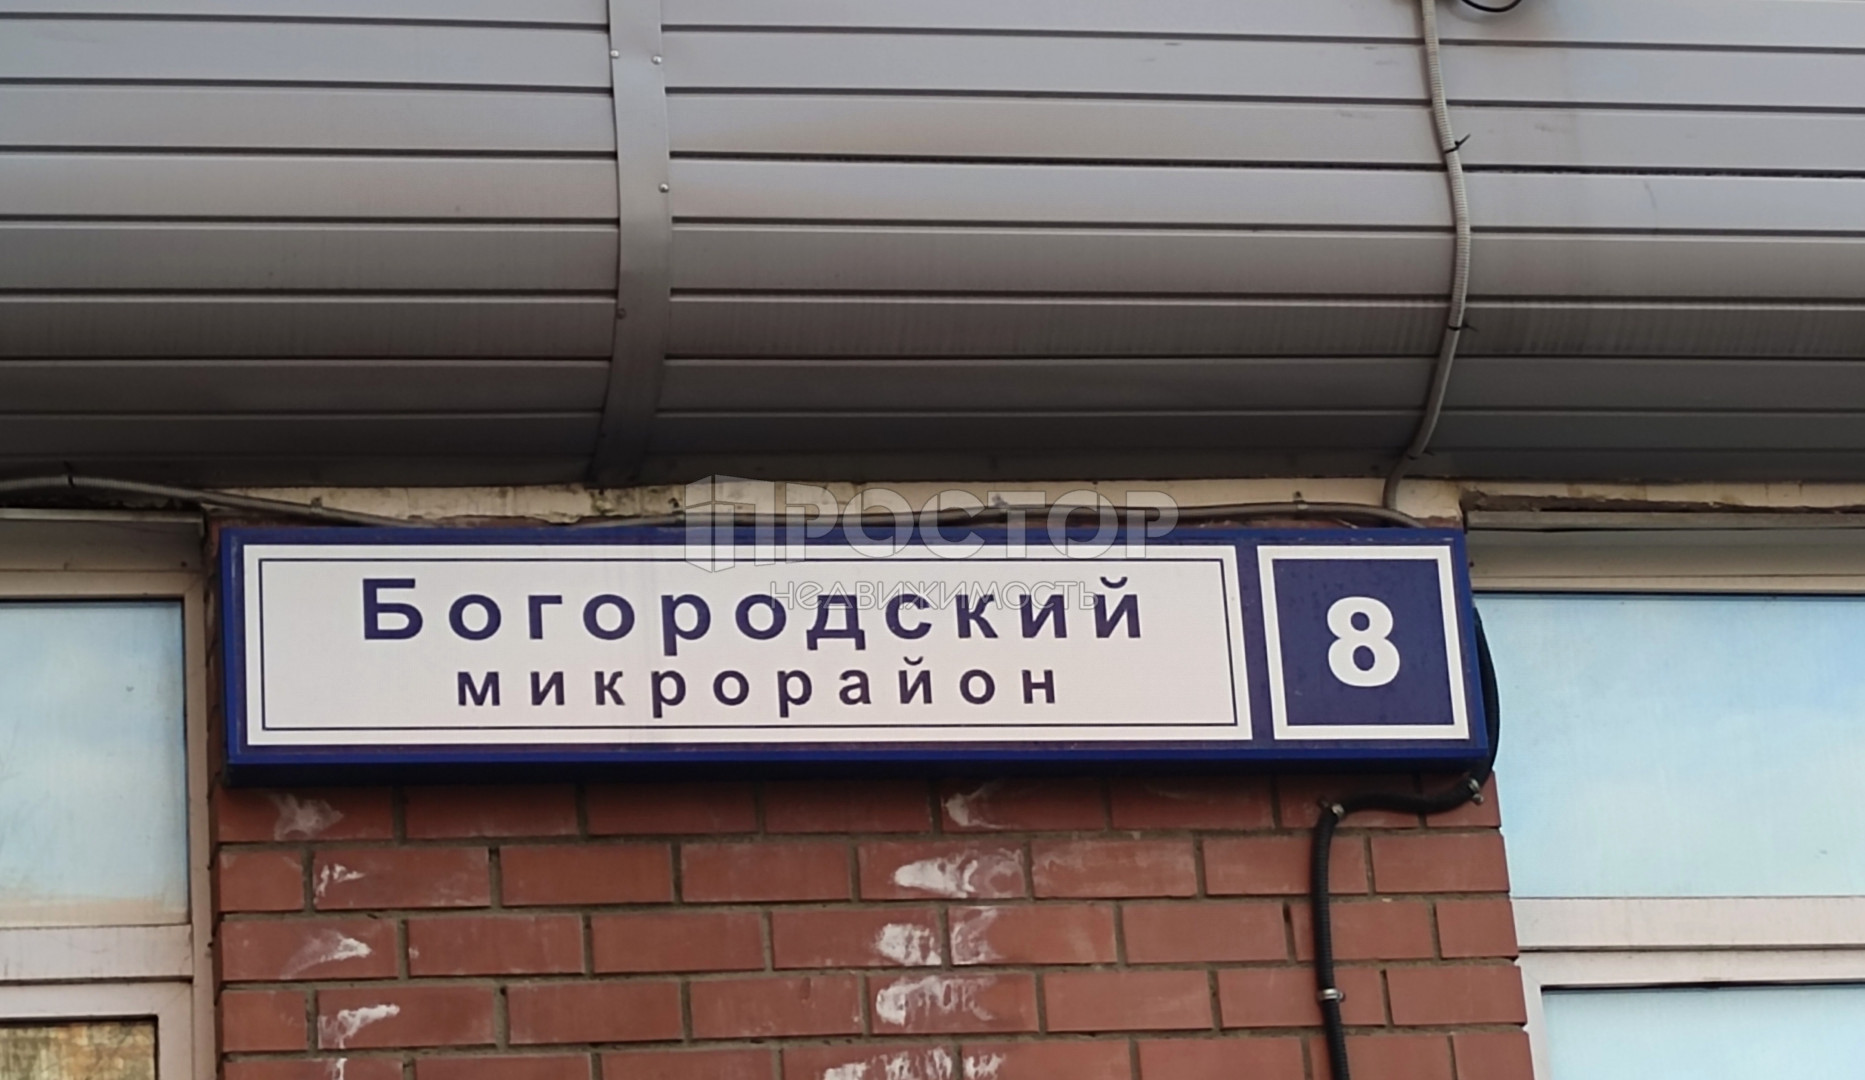 ПРОСТОР
НЕДВИЖИМОСТЬ
Богородский
микрорайон
8